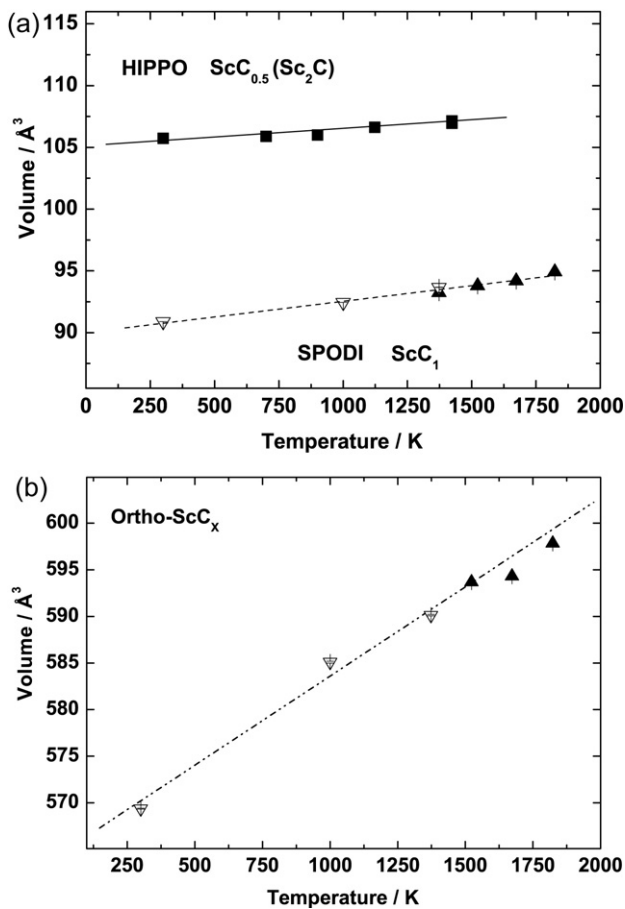 (a)
115
HIPPO ScC0.5 (Sc2C)
110
105
100
95
90
Volume / Å3
SPODI ScC1
0 250 500 750 1000 1250 1500 1750 2000
Temperature / K
(b)
Ortho-ScCX
600
595
590
585
580
575
570
Volume / Å3
250 500 750 1000 1250 1500 1750 2000
Temperature / K